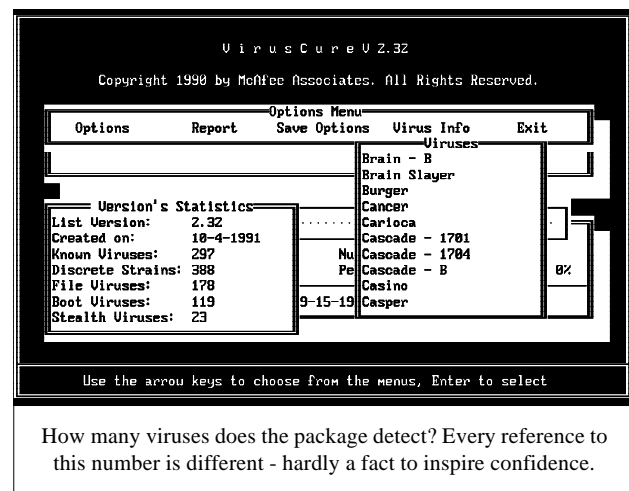 V i r u s C u r e V 2.32
Copyright 1990 by McAfee Associates. All Rights Reserved.
Options Menu
Options Report Save Options Virus Info Exit
Viruses
Brain - B
Brain Slayer
Burger
Cancer
Carioca
Cascade - 1701
Cascade - 1704
Cascade - B
Casino
Casper
Version's Statistics
List Version: 2.32
Created on: 10-4-1991
Known Viruses: 297
Discrete Strains: 388
File Viruses: 178
Boot Viruses: 119
Stealth Viruses: 23
Nu
Pe
0%
9-15-19
Use the arrow keys to choose from the menus, Enter to select
How many viruses does the package detect? Every reference to
this number is different - hardly a fact to inspire confidence.